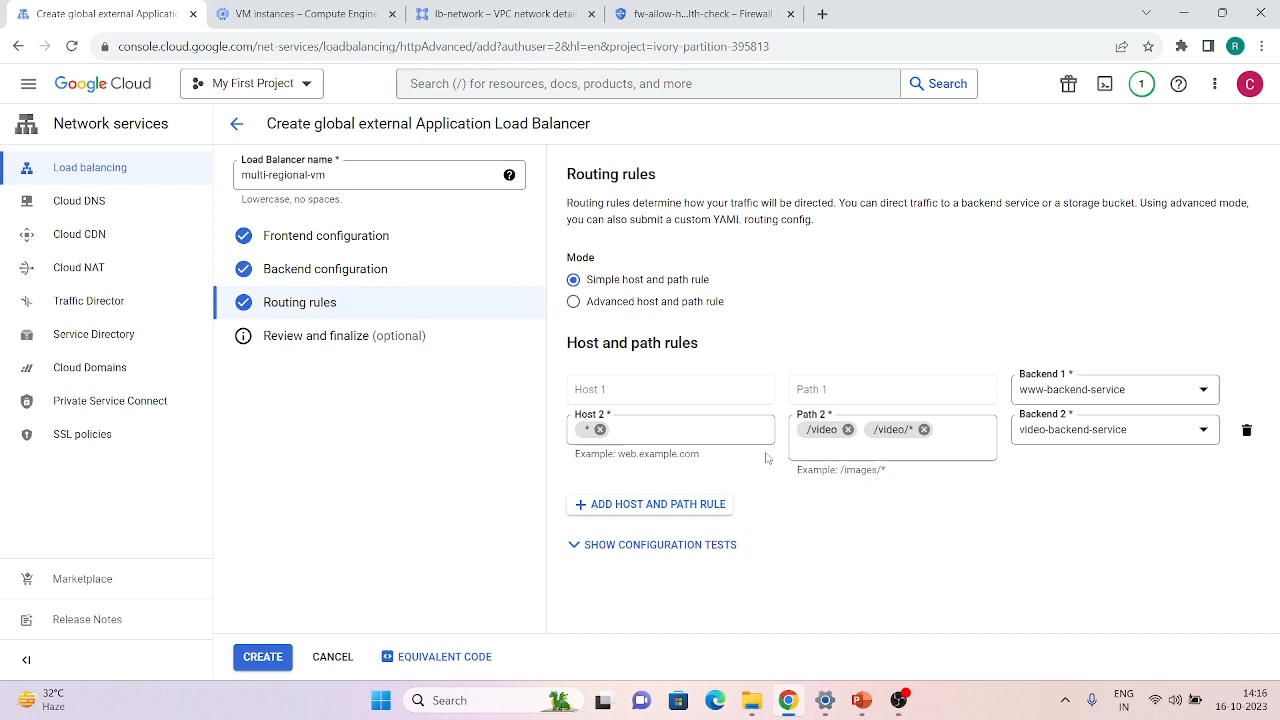 Create global external Applicatio
VM instances – Compute Engine
lb-network – VPC network detail
fw-allow-h...lth-check – Firewall
console.cloud.google.com/net-services/loadbalancing/httpAdvanced/add?authuser=2&hl=en&project=ivory-partition-395813
R
Google Cloud
My First Project
Search (/) for resources, docs, products, and more
Search
1
C
Network services
Create global external Application Load Balancer
Load balancing
Cloud DNS
Cloud CDN
Cloud NAT
Traffic Director
Service Directory
Cloud Domains
Private Service Connect
SSL policies
Marketplace
Release Notes
Load Balancer name *
multi-regional-vm
Lowercase, no spaces.
Frontend configuration
Backend configuration
Routing rules
Review and finalize (optional)
Routing rules
Routing rules determine how your traffic will be directed. You can direct traffic to a backend service or a storage bucket. Using advanced mode,
you can also submit a custom YAML routing config.
Mode
Simple host and path rule
Advanced host and path rule
Host and path rules
Host 1
Path 1
Backend 1 *
www-backend-service
Host 2 *
*
Example: web.example.com
Path 2 *
/video
/video/*
Example: /images/*
Backend 2 *
video-backend-service
ADD HOST AND PATH RULE
SHOW CONFIGURATION TESTS
CREATE
CANCEL
EQUIVALENT CODE
32°C
Haze
Search
ENG
IN
14:16
16-10-2023